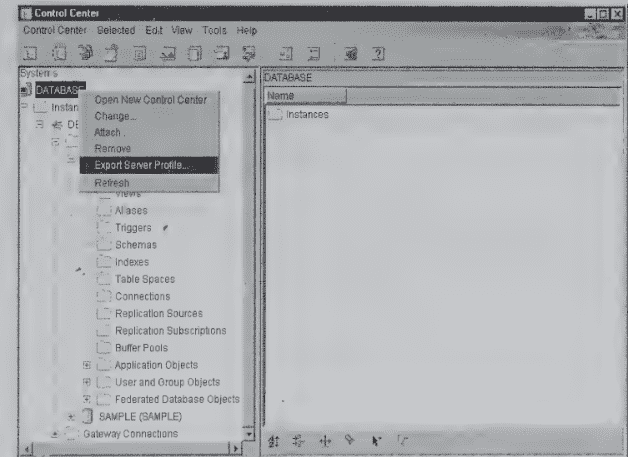 Control Center
Control Center Selected Edit View Tools Help
Systems
DATABASE
DATABASE
Name
Instances
Open New Control Center
Change...
Attach...
Remove
Export Server Profile...
Refresh
Views
Aliases
Triggers
Schemas
Indexes
Table Spaces
Connections
Replication Sources
Replication Subscriptions
Buffer Pools
Application Objects
User and Group Objects
Federated Database Objects
SAMPLE (SAMPLE)
Gateway Connections